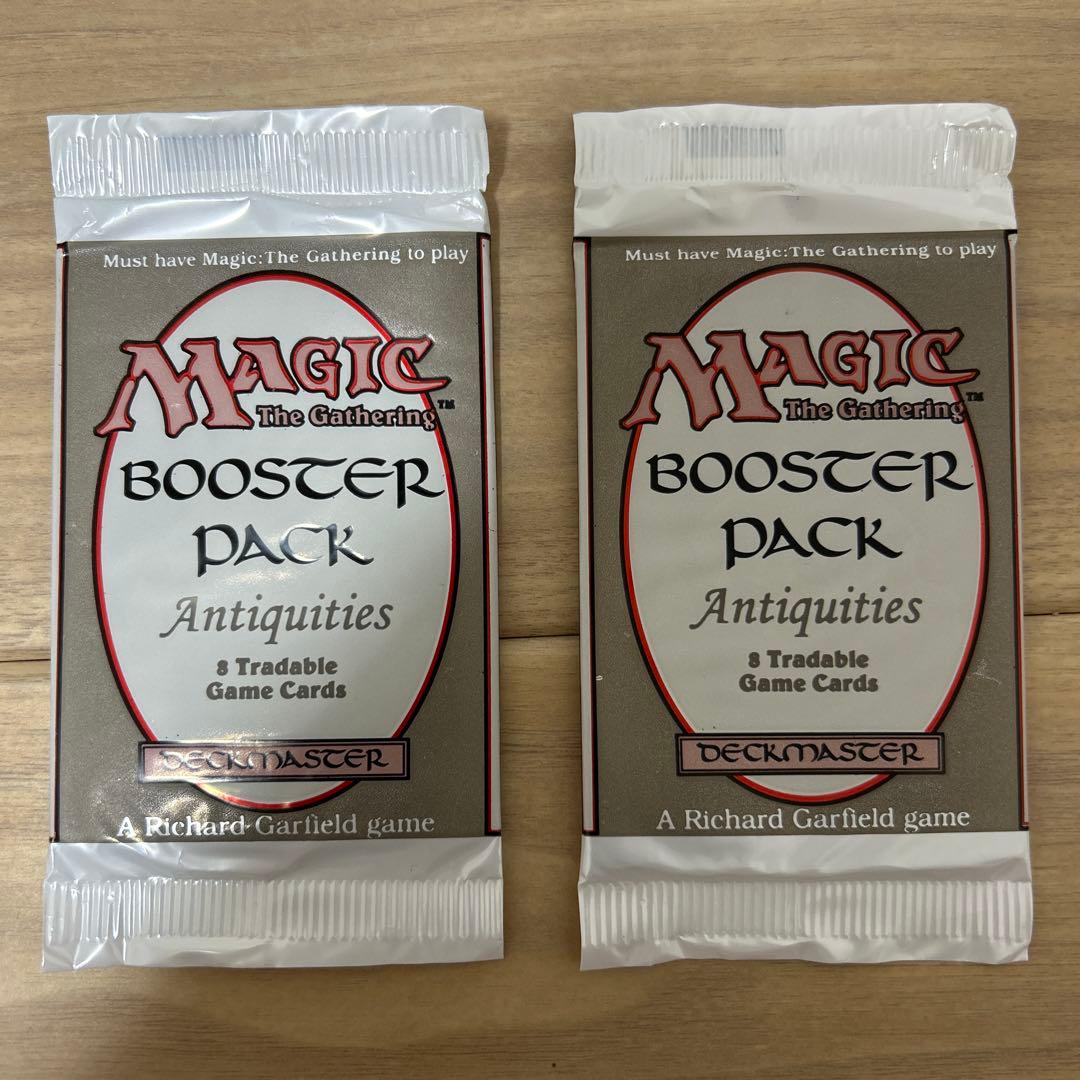 Must have Magic:The Gathering to play
MAGIC
The Gathering™
BOOSTER
PACK
Antiquities
8 Tradable
Game Cards
DECKMASTER
A Richard Garfield game
Must have Magic:The Gathering to play
MAGIC
The Gathering™
BOOSTER
PACK
Antiquities
8 Tradable
Game Cards
DECKMASTER
A Richard Garfield game